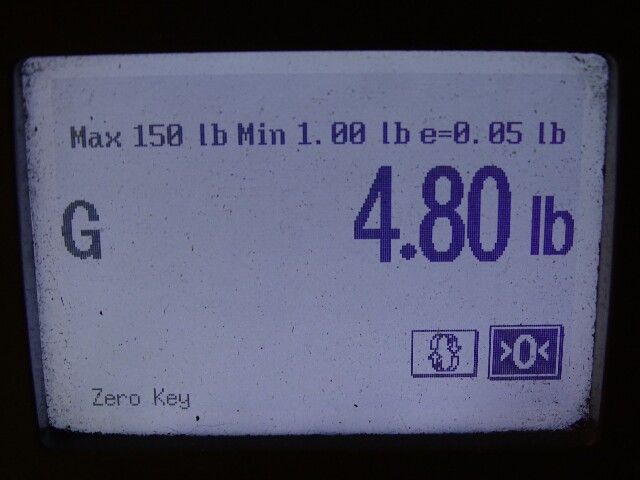 Max 150 lb Min 1.00 lb e=0.05 lb
G 4.80 lb
>0<
Zero Key